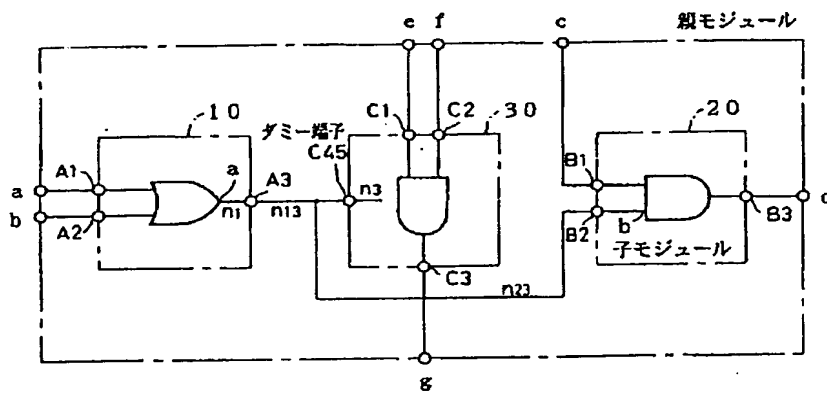 e f c 親モジュール
10 ダミー端子 C1 C2 30 20
C45
A1 a A3 n3 B1
a n1 n13 B3 d
b A2 B2 b
子モジュール
C3
n23
g